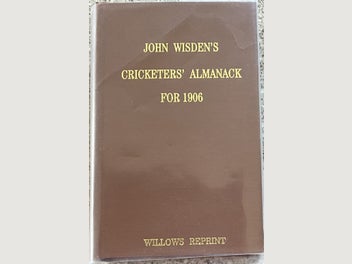 JOHN WISDEN'S
CRICKETERS' ALMANACK
FOR 1906
WILLOWS REPRINT